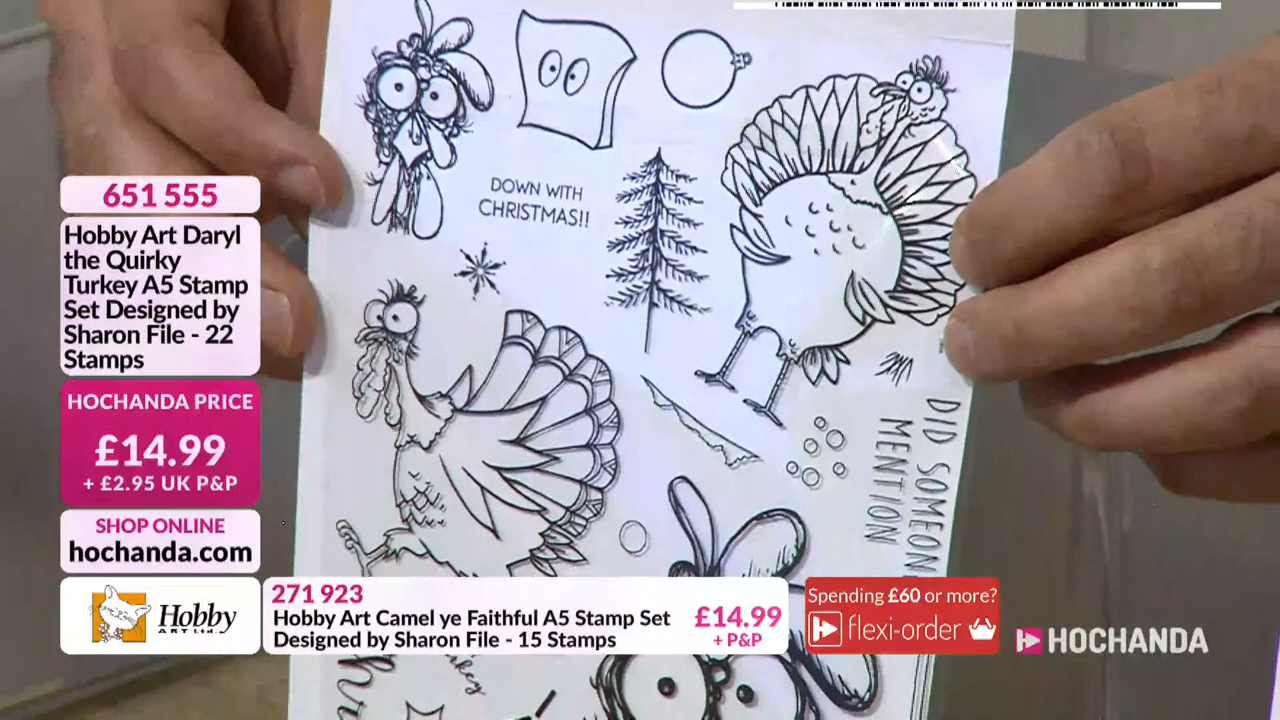 651 555
Hobby Art Daryl
the Quirky
Turkey A5 Stamp
Set Designed by
Sharon File - 22
Stamps
HOCHANDA PRICE
£14.99
+ £2.95 UK P&P
SHOP ONLINE
hochanda.com
DOWN WITH
CHRISTMAS!!
DID SOMEON
MENTION
Hobby
ART Ltd.
271 923
Hobby Art Camel ye Faithful A5 Stamp Set
Designed by Sharon File - 15 Stamps
£14.99
+ P&P
Spending £60 or more?
flexi-order
HOCHANDA